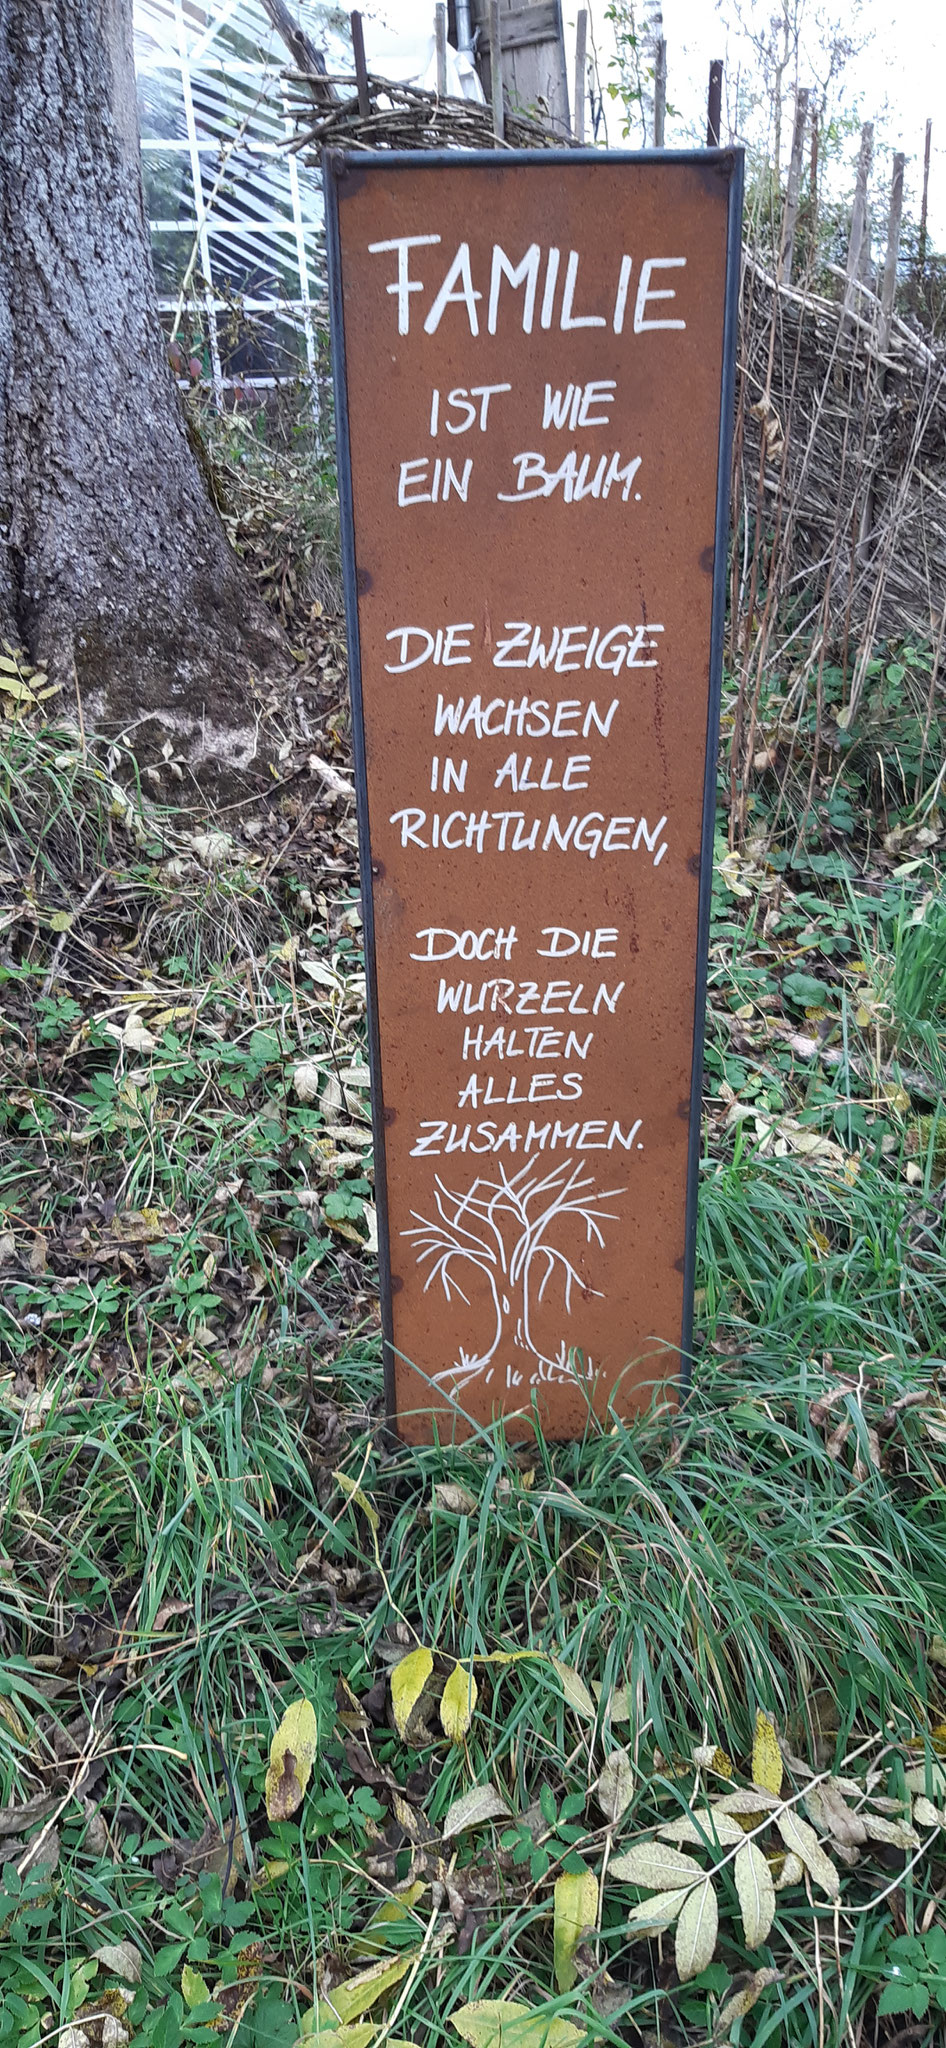 FAMILIE
IST WIE
EIN BAUM.
DIE ZWEIGE
WACHSEN
IN ALLE
RICHTUNGEN,
DOCH DIE
WURZELN
HALTEN
ALLES
ZUSAMMEN.